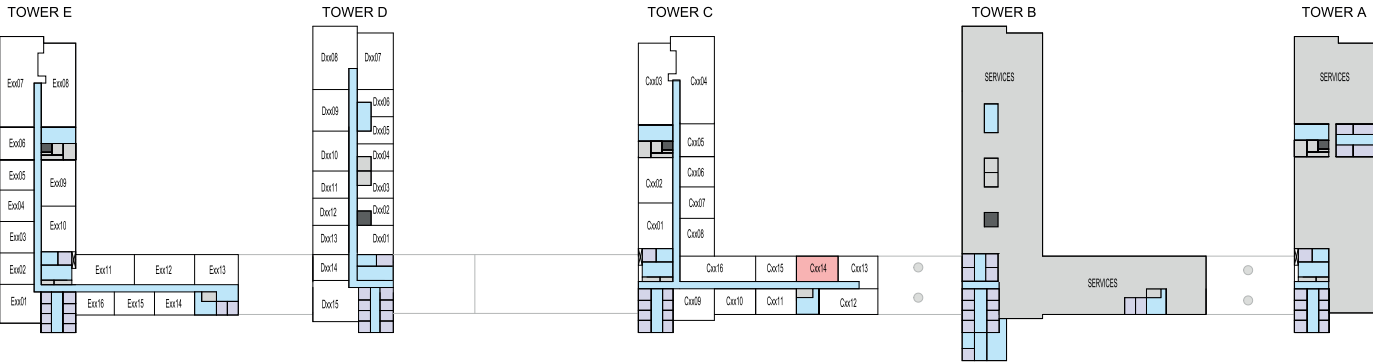 TOWER E
TOWER D
TOWER C
TOWER B
TOWER A
Exx07
Exx08
Exx06
Exx05
Exx09
Exx04
Exx10
Exx03
Exx02
Exx11
Exx12
Exx13
Exx01
Exx16
Exx15
Exx14
Dxx08
Dxx07
Dxx09
Dxx06
Dxx05
Dxx10
Dxx04
Dxx11
Dxx03
Dxx12
Dxx02
Dxx13
Dxx01
Dxx14
Dxx15
Cxx03
Cxx04
Cxx05
Cxx02
Cxx06
Cxx07
Cxx01
Cxx08
Cxx16
Cxx15
Cxx14
Cxx13
Cxx09
Cxx10
Cxx11
Cxx12
SERVICES
SERVICES
SERVICES